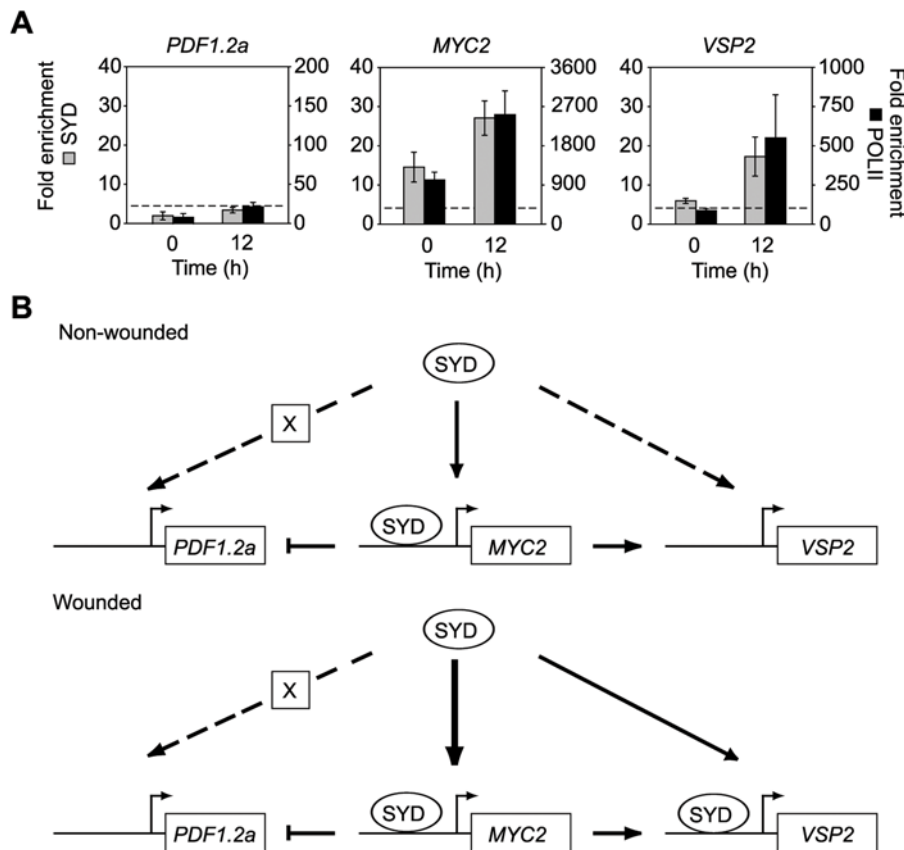 A
PDF1.2a MYC2 VSP2
Fold enrichment
SYD
40 30 20 10 0
200 150 100 50 0
40 30 20 10 0
3600 2700 1800 900 0
40 30 20 10 0
1000 750 500 250 0
Fold enrichment
POLII
0 12 0 12 0 12
Time (h) Time (h) Time (h)
B
Non-wounded
SYD
X
SYD
PDF1.2a MYC2 VSP2
Wounded
SYD
X
SYD SYD
PDF1.2a MYC2 VSP2